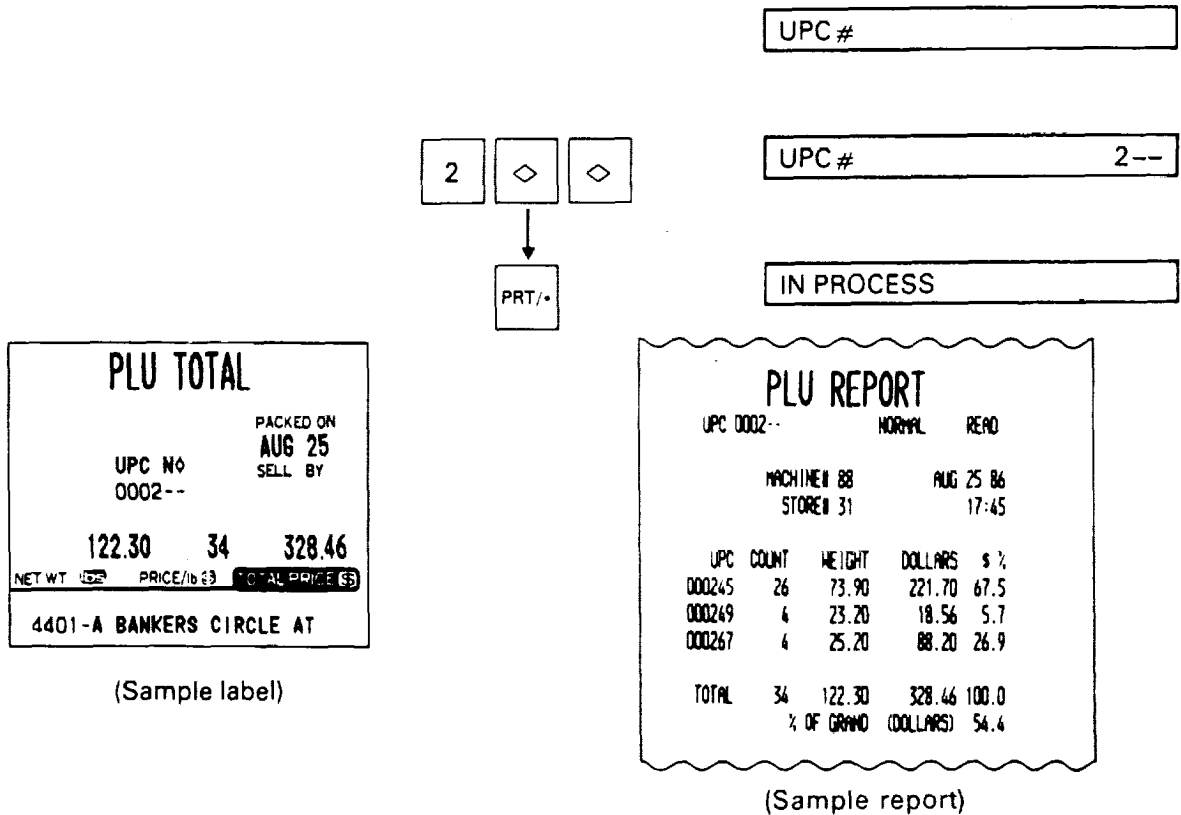 UPC #
2 ◇ ◇
UPC # 2--
PRT/•
IN PROCESS
PLU TOTAL
PACKED ON
AUG 25
UPC N◇
SELL BY
0002--
122.30 34 328.46
NET WT lbs PRICE/lb TOTAL PRICE ($)
4401-A BANKERS CIRCLE AT
(Sample label)
PLU REPORT
UPC 0002-- NORMAL READ
MACHINE# 88 AUG 25 86
STORE# 31 17:45
UPC COUNT WEIGHT DOLLARS $ %
000245 26 73.90 221.70 67.5
000249 4 23.20 18.56 5.7
000267 4 25.20 88.20 26.9
TOTAL 34 122.30 328.46 100.0
% OF GRAND (DOLLARS) 54.4
(Sample report)